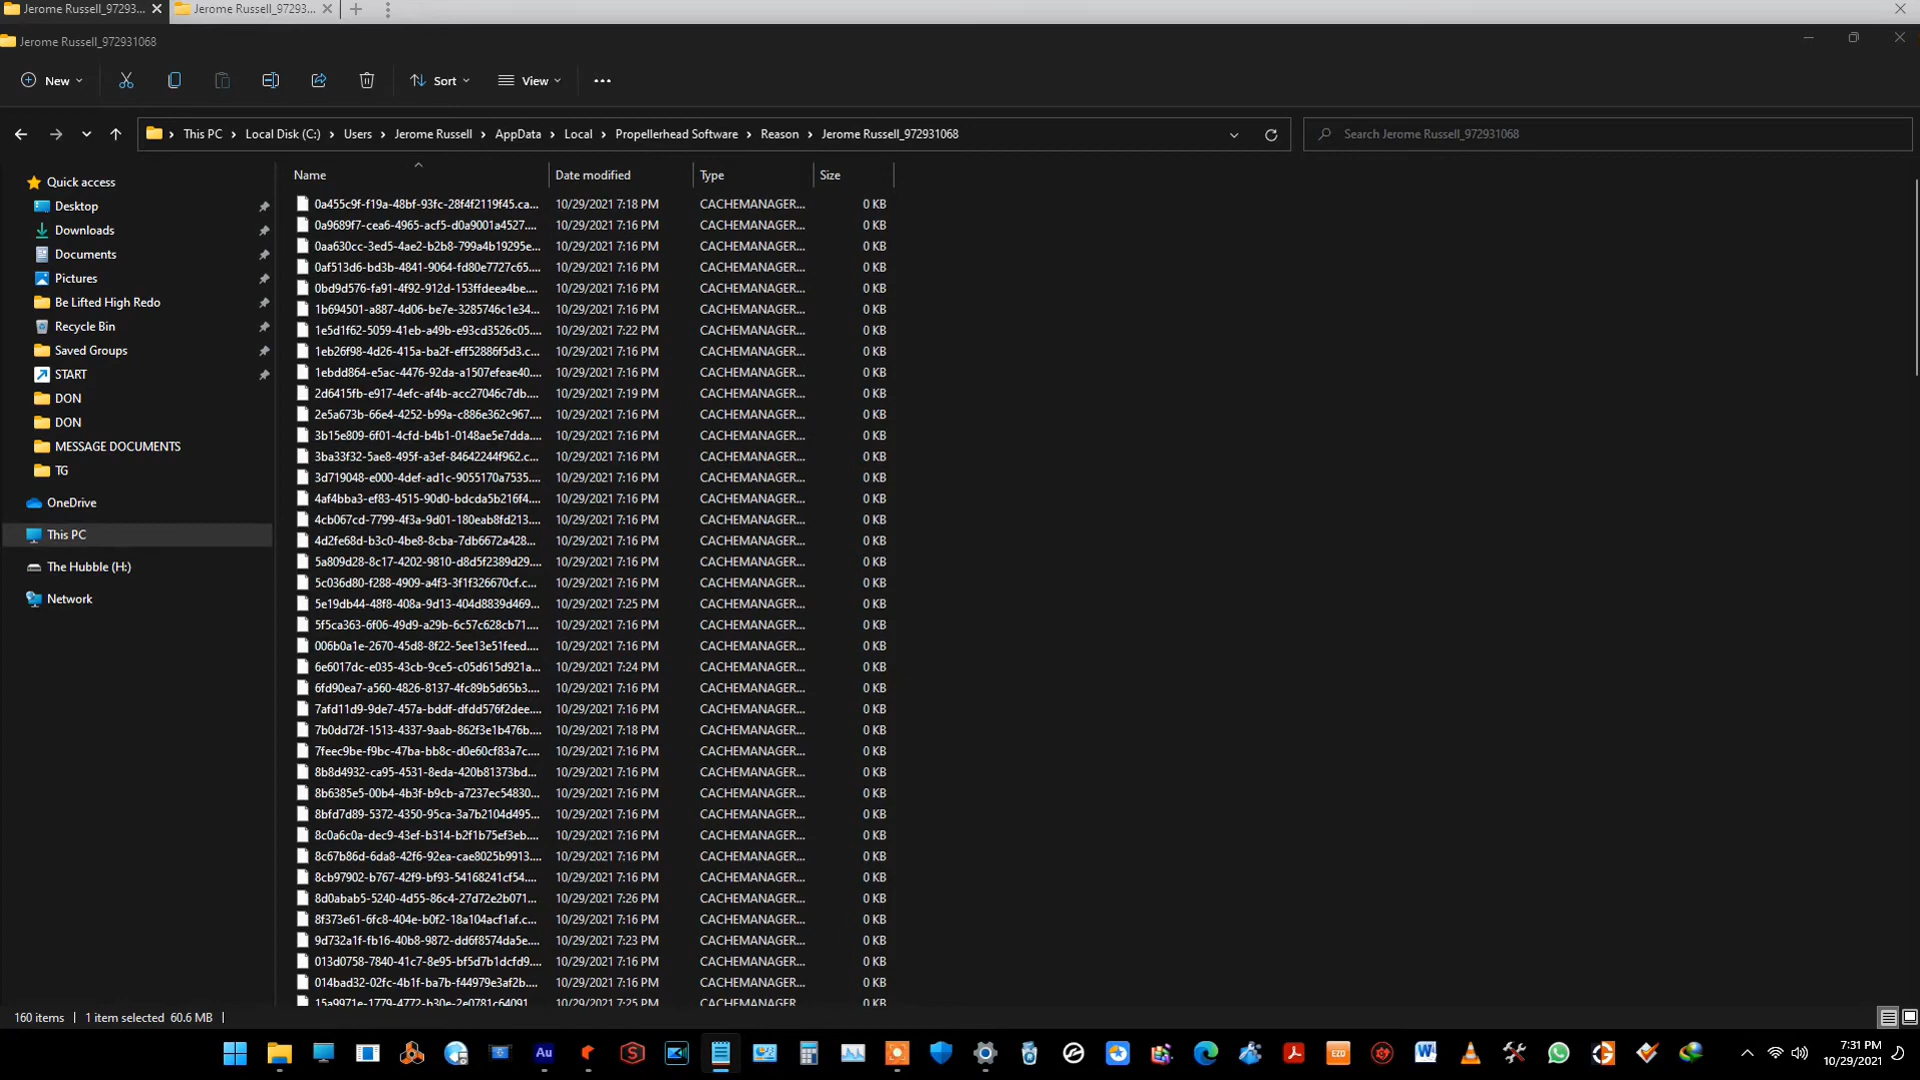 Jerome Russell_97293...
Jerome Russell_97293...
Jerome Russell_972931068
New
Sort
View
This PC > Local Disk (C:) > Users > Jerome Russell > AppData > Local > Propellerhead Software > Reason > Jerome Russell_972931068
Search Jerome Russell_972931068
Quick access
Desktop
Downloads
Documents
Pictures
Be Lifted High Redo
Recycle Bin
Saved Groups
START
DON
DON
MESSAGE DOCUMENTS
TG
OneDrive
This PC
The Hubble (H:)
Network
Name Date modified Type Size
0a455c9f-f19a-48bf-93fc-28f4f2119f45.ca... 10/29/2021 7:18 PM CACHEMANAGER... 0 KB
0a9689f7-cea6-4965-acf5-d0a9001a4527.... 10/29/2021 7:16 PM CACHEMANAGER... 0 KB
0aa630cc-3ed5-4ae2-b2b8-799a4b19295e... 10/29/2021 7:16 PM CACHEMANAGER... 0 KB
0af513d6-bd3b-4841-9064-fd80e7727c65.... 10/29/2021 7:16 PM CACHEMANAGER... 0 KB
0bd9d576-fa91-4f92-912d-153ffdeea4be.... 10/29/2021 7:16 PM CACHEMANAGER... 0 KB
1b694501-a887-4d06-be7e-3285746c1e34... 10/29/2021 7:16 PM CACHEMANAGER... 0 KB
1e5d1f62-5059-41eb-a49b-e93cd3526c05.... 10/29/2021 7:22 PM CACHEMANAGER... 0 KB
1eb26f98-4d26-415a-ba2f-eff52886f5d3.c... 10/29/2021 7:16 PM CACHEMANAGER... 0 KB
1ebdd864-e5ac-4476-92da-a1507efeae40.... 10/29/2021 7:16 PM CACHEMANAGER... 0 KB
2d6415fb-e917-4efc-af4b-acc27046c7db.... 10/29/2021 7:19 PM CACHEMANAGER... 0 KB
2e5a673b-66e4-4252-b99a-c886e362c967.... 10/29/2021 7:16 PM CACHEMANAGER... 0 KB
3b15e809-6f01-4cfd-b4b1-0148ae5e7dda.... 10/29/2021 7:16 PM CACHEMANAGER... 0 KB
3ba33f32-5ae8-495f-a3ef-84642244f962.c... 10/29/2021 7:16 PM CACHEMANAGER... 0 KB
3d719048-e000-4def-ad1c-9055170a7535.... 10/29/2021 7:16 PM CACHEMANAGER... 0 KB
4af4bba3-ef83-4515-90d0-bdcda5b216f4.... 10/29/2021 7:16 PM CACHEMANAGER... 0 KB
4cb067cd-7799-4f3a-9d01-180eab8fd213.... 10/29/2021 7:16 PM CACHEMANAGER... 0 KB
4d2fe68d-b3c0-4be8-8cba-7db6672a428... 10/29/2021 7:16 PM CACHEMANAGER... 0 KB
5a809d28-8c17-4202-9810-d8d5f2389d29.... 10/29/2021 7:16 PM CACHEMANAGER... 0 KB
5c036d80-f288-4909-a4f3-3f1f326670cf.c... 10/29/2021 7:16 PM CACHEMANAGER... 0 KB
5e19db44-48f8-408a-9d13-404d8839d469... 10/29/2021 7:25 PM CACHEMANAGER... 0 KB
5f5ca363-6f06-49d9-a29b-6c57c628cb71.... 10/29/2021 7:16 PM CACHEMANAGER... 0 KB
006b0a1e-2670-45d8-8f22-5ee13e51feed.... 10/29/2021 7:16 PM CACHEMANAGER... 0 KB
6e6017dc-e035-43cb-9ce5-c05d615d921a... 10/29/2021 7:24 PM CACHEMANAGER... 0 KB
6fd90ea7-a560-4826-8137-4fc89b5d65b3.... 10/29/2021 7:16 PM CACHEMANAGER... 0 KB
7afd11d9-9de7-457a-bddf-dfdd576f2dee.... 10/29/2021 7:16 PM CACHEMANAGER... 0 KB
7b0dd72f-1513-4337-9aab-862f3e1b476b.... 10/29/2021 7:18 PM CACHEMANAGER... 0 KB
7feec9be-f9bc-47ba-bb8c-d0e60cf83a7c.... 10/29/2021 7:16 PM CACHEMANAGER... 0 KB
8b8d4932-ca95-4531-8eda-420b81373bd... 10/29/2021 7:16 PM CACHEMANAGER... 0 KB
8b6385e5-00b4-4b3f-b9cb-a7237ec54830... 10/29/2021 7:16 PM CACHEMANAGER... 0 KB
8bfd7d89-5372-4350-95ca-3a7b2104d495... 10/29/2021 7:16 PM CACHEMANAGER... 0 KB
8c0a6c0a-dec9-43ef-b314-b2f1b75ef3eb.... 10/29/2021 7:16 PM CACHEMANAGER... 0 KB
8c67b86d-6da8-42f6-92ea-cae8025b9913.... 10/29/2021 7:16 PM CACHEMANAGER... 0 KB
8cb97902-b767-42f9-bf93-54168241cf54.... 10/29/2021 7:16 PM CACHEMANAGER... 0 KB
8d0abab5-5240-4d55-86c4-27d72e2b071... 10/29/2021 7:26 PM CACHEMANAGER... 0 KB
8f373e61-6fc8-404e-b0f2-18a104acf1af.c... 10/29/2021 7:16 PM CACHEMANAGER... 0 KB
9d732a1f-fb16-40b8-9872-dd6f8574da5e.... 10/29/2021 7:23 PM CACHEMANAGER... 0 KB
013d0758-7840-41c7-8e95-bf5d7b1dcfd9.... 10/29/2021 7:16 PM CACHEMANAGER... 0 KB
014bad32-02fc-4b1f-ba7b-f44979e3af2b.... 10/29/2021 7:16 PM CACHEMANAGER... 0 KB
15a9971e-1779-4772-b30e-2e0781c64091 10/29/2021 7:25 PM CACHEMANAGER 0 KB
160 items 1 item selected 60.6 MB
Au
EZD
W
7:31 PM
10/29/2021